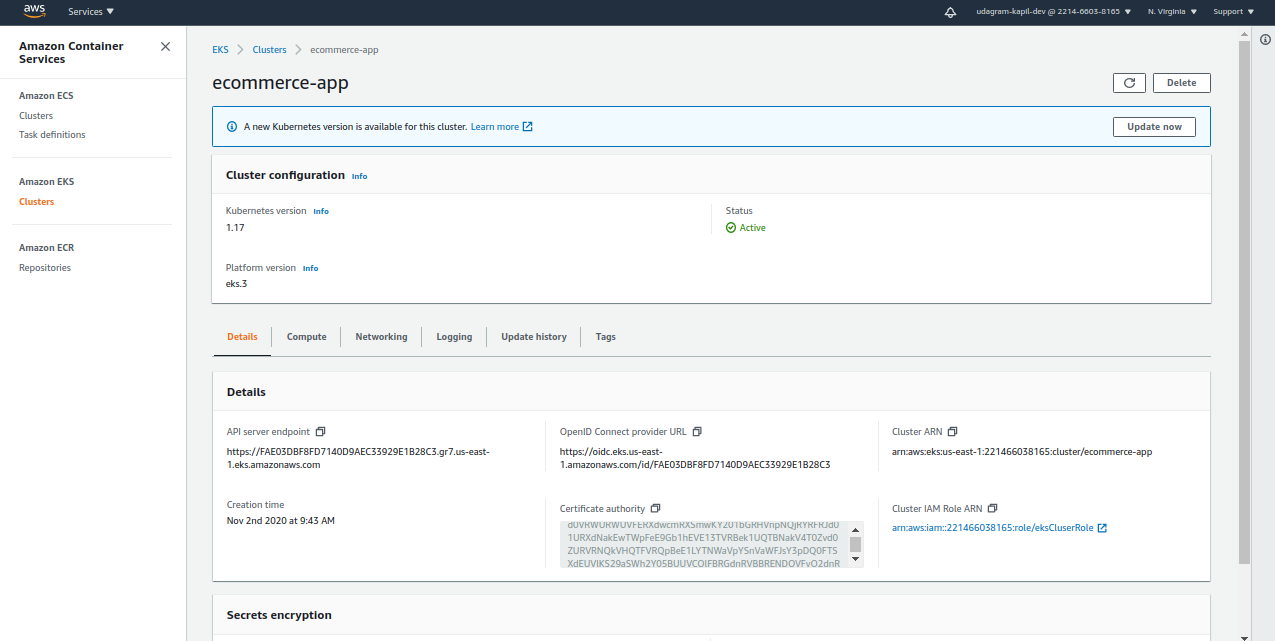 aws Services udagram-kapil-dev @ 2214-6603-8165 N. Virginia Support
Amazon Container
Services
Amazon ECS
Clusters
Task definitions
Amazon EKS
Clusters
Amazon ECR
Repositories
EKS Clusters ecommerce-app
ecommerce-app
Delete
A new Kubernetes version is available for this cluster. Learn more
Update now
Cluster configuration Info
Kubernetes version Info
1.17
Status
Active
Platform version Info
eks.3
Details Compute Networking Logging Update history Tags
Details
API server endpoint
https://FAE03DBF8FD7140D9AEC33929E1B28C3.gr7.us-east-
1.eks.amazonaws.com
OpenID Connect provider URL
https://oidc.eks.us-east-
1.amazonaws.com/id/FAE03DBF8FD7140D9AEC33929E1B28C3
Cluster ARN
arn:aws:eks:us-east-1:221466038165:cluster/ecommerce-app
Creation time
Nov 2nd 2020 at 9:43 AM
Certificate authority
Cluster IAM Role ARN
arn:aws:iam::221466038165:role/eksCluserRole
Secrets encryption